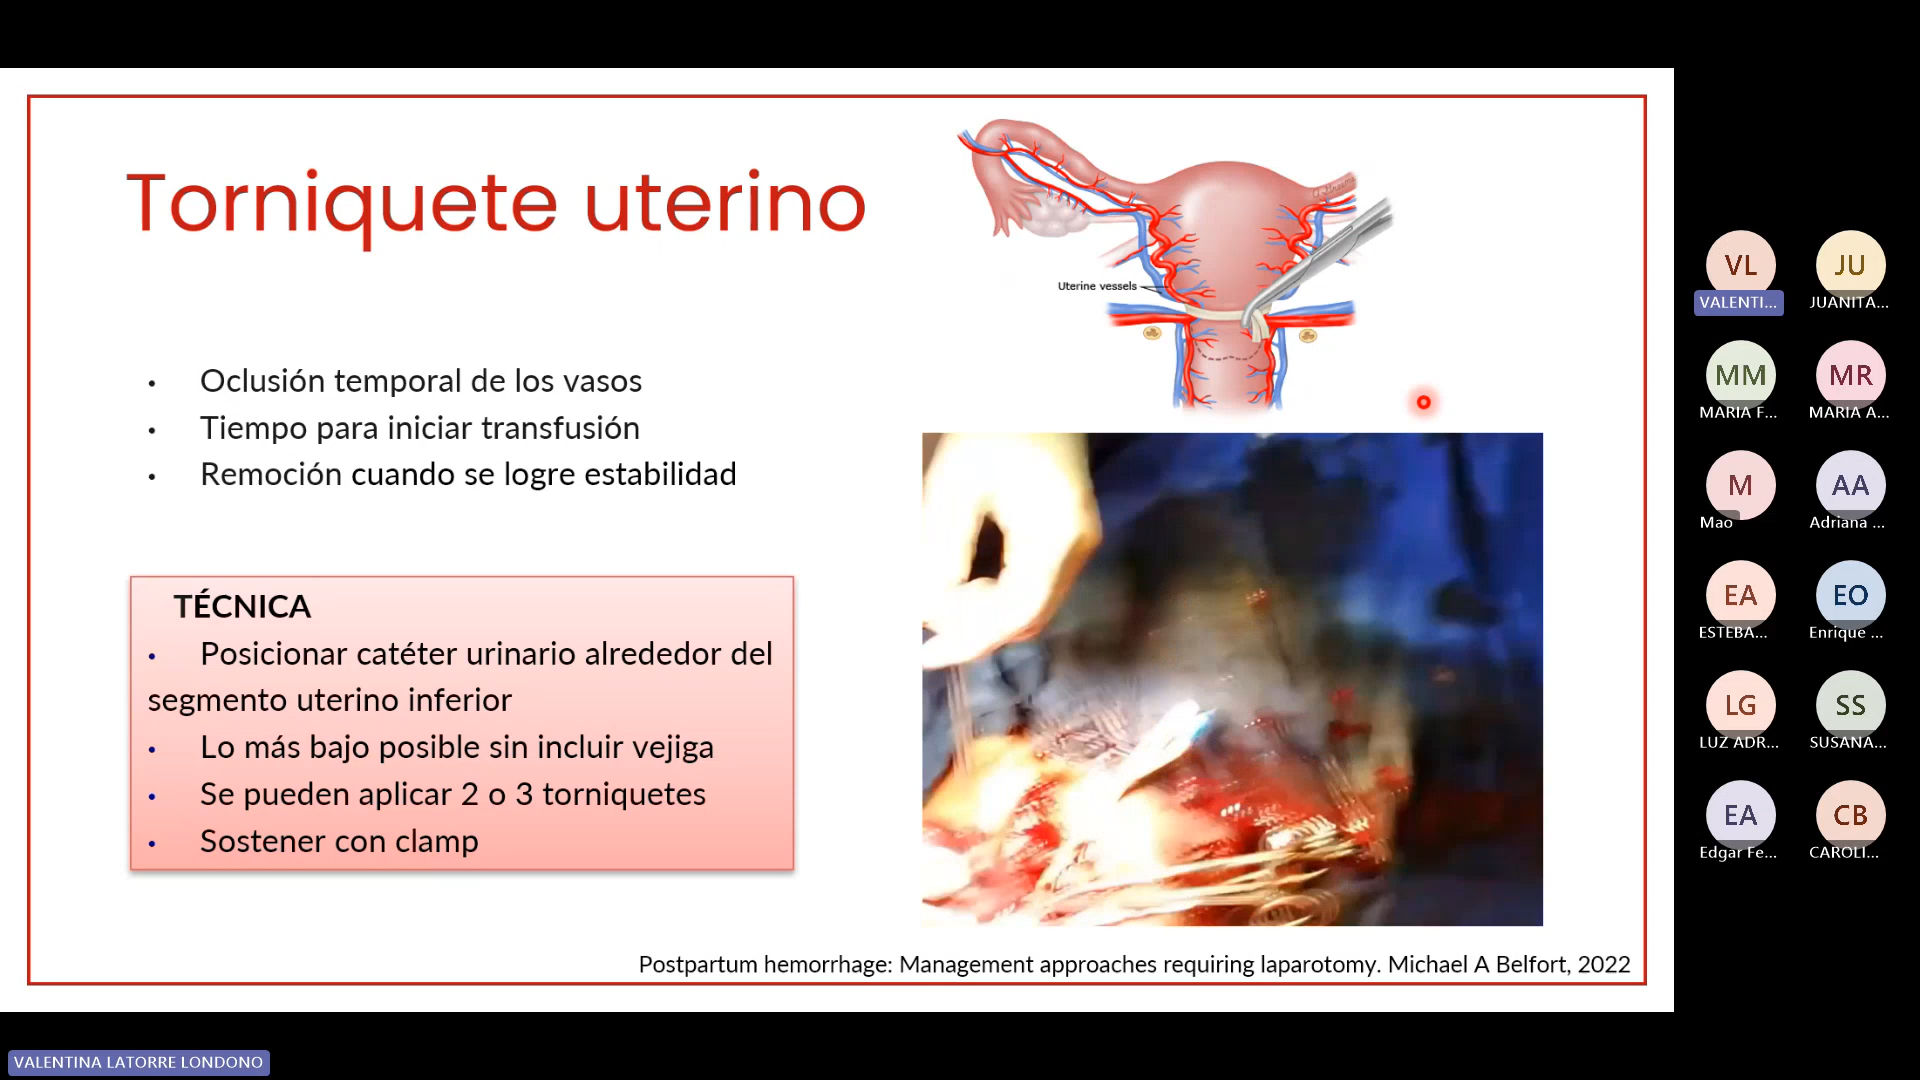 Torniquete uterino
Uterine vessels
• Oclusión temporal de los vasos
• Tiempo para iniciar transfusión
• Remoción cuando se logre estabilidad
TÉCNICA
• Posicionar catéter urinario alrededor del
segmento uterino inferior
• Lo más bajo posible sin incluir vejiga
• Se pueden aplicar 2 o 3 torniquetes
• Sostener con clamp
Postpartum hemorrhage: Management approaches requiring laparotomy. Michael A Belfort, 2022
VL
VALENTI...
JU
JUANITA...
MM
MARIA F...
MR
MARIA A...
M
Mao
AA
Adriana ...
EA
ESTEBA...
EO
Enrique ...
LG
LUZ ADR...
SS
SUSANA...
EA
Edgar Fe...
CB
CAROLI...
VALENTINA LATORRE LONDONO